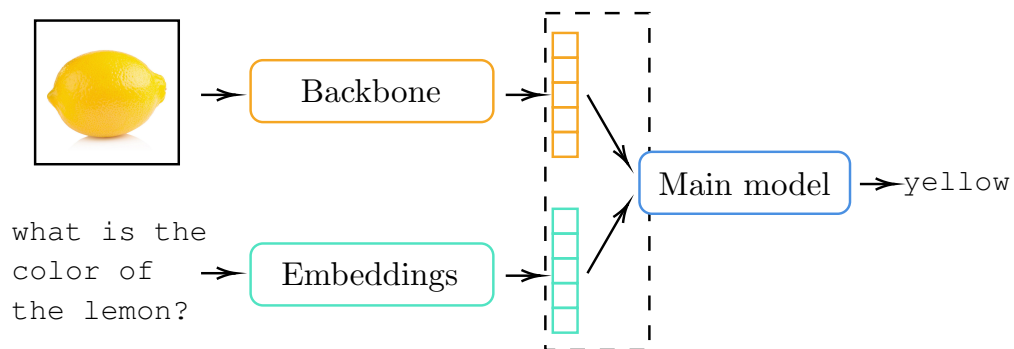 Backbone
Main model
yellow
what is the
color of
the lemon?
Embeddings